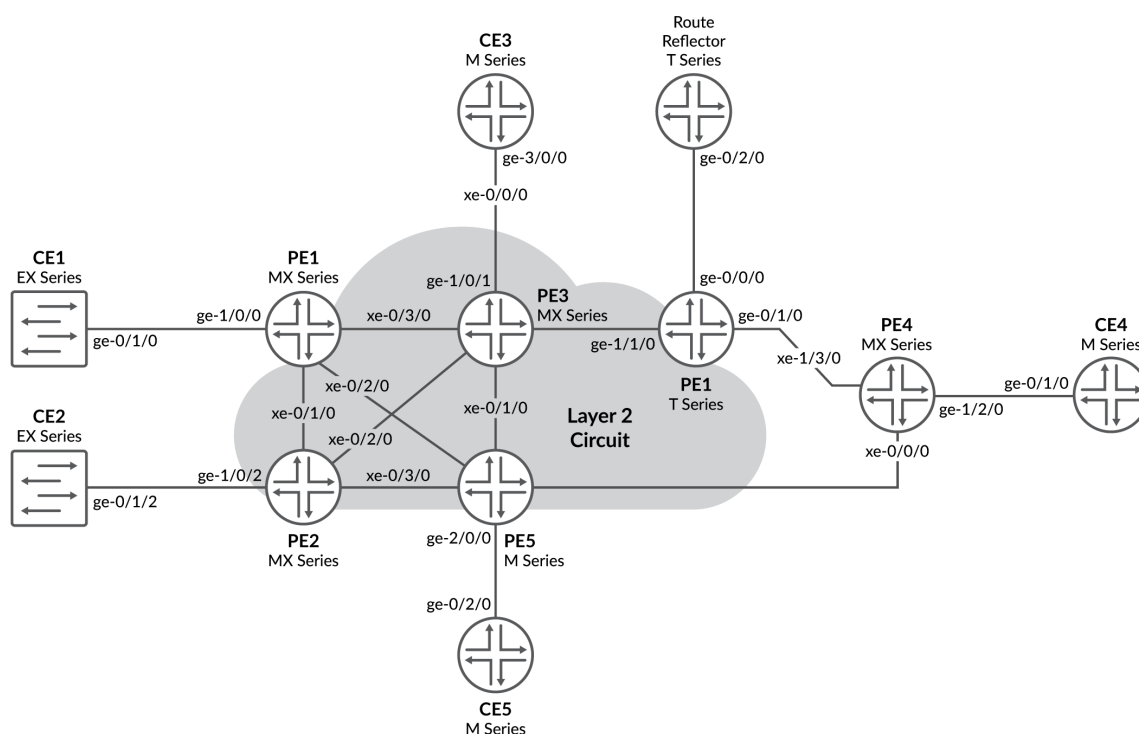 Route
Reflector
T Series
CE3
M Series
ge-3/0/0
ge-0/2/0
xe-0/0/0
CE1
EX Series
PE1
MX Series
ge-1/0/1
ge-0/0/0
PE3
MX Series
ge-1/0/0
xe-0/3/0
ge-0/1/0
ge-0/1/0
ge-1/1/0
PE4
MX Series
CE4
M Series
xe-1/3/0
PE1
T Series
xe-0/2/0
ge-0/1/0
ge-1/2/0
xe-0/1/0
xe-0/1/0
CE2
EX Series
Layer 2
Circuit
xe-0/2/0
xe-0/0/0
ge-1/0/2
xe-0/3/0
ge-0/1/2
PE2
MX Series
ge-2/0/0
PE5
M Series
ge-0/2/0
CE5
M Series